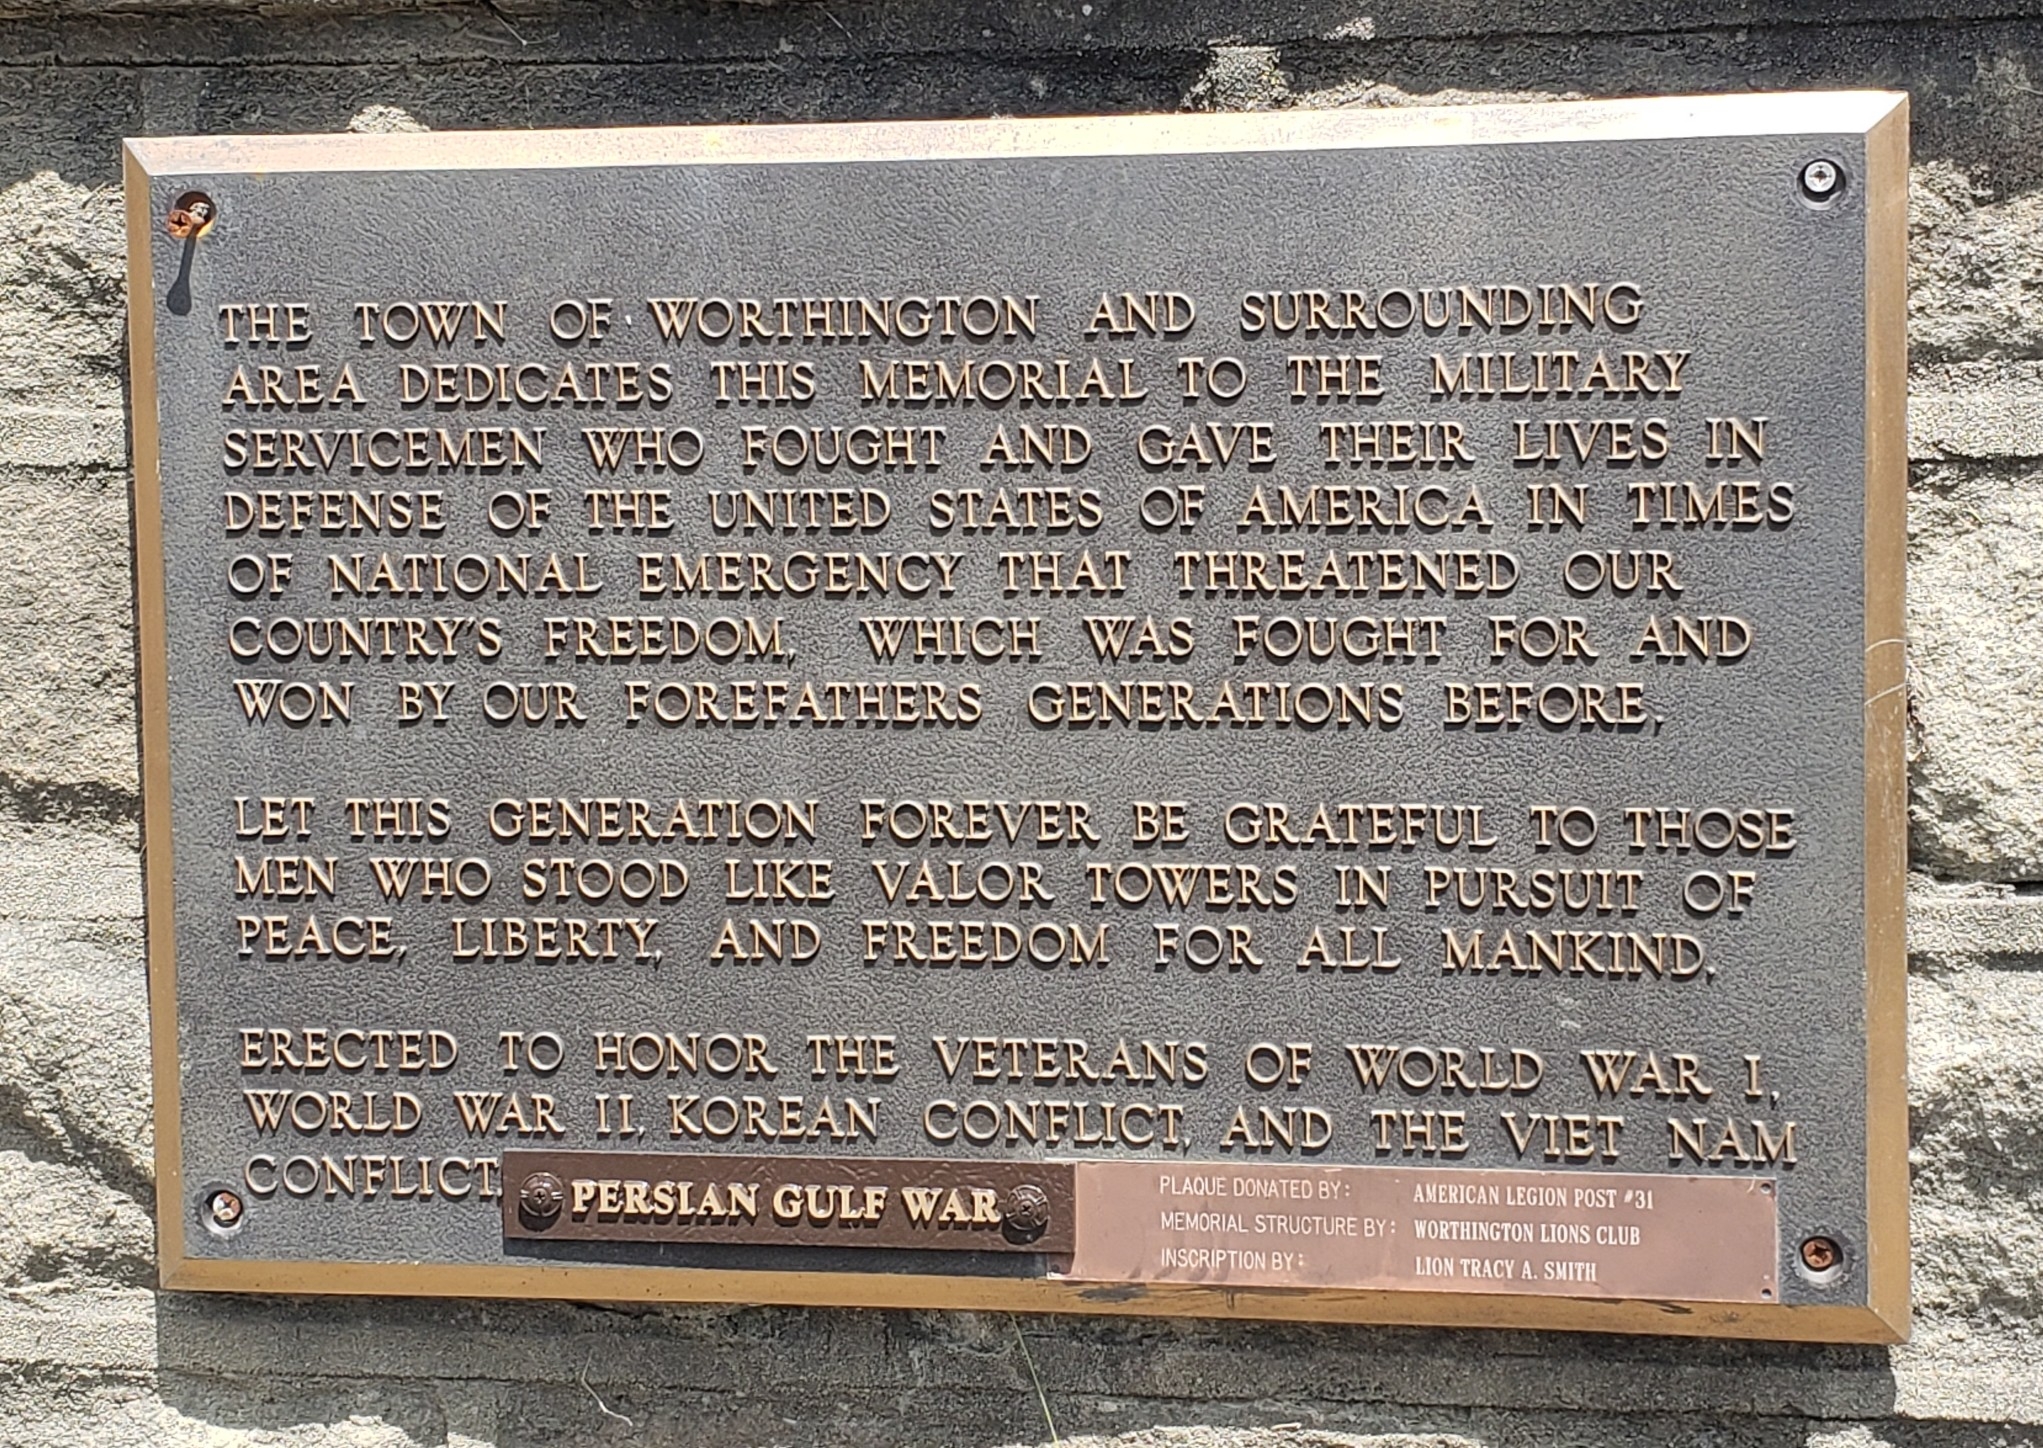 THE TOWN OF WORTHINGTON AND SURROUNDING
AREA DEDICATES THIS MEMORIAL TO THE MILITARY
SERVICEMEN WHO FOUGHT AND GAVE THEIR LIVES IN
DEFENSE OF THE UNITED STATES OF AMERICA IN TIMES
OF NATIONAL EMERGENCY THAT THREATENED OUR
COUNTRY'S FREEDOM, WHICH WAS FOUGHT FOR AND
WON BY OUR FOREFATHERS GENERATIONS BEFORE,
LET THIS GENERATION FOREVER BE GRATEFUL TO THOSE
MEN WHO STOOD LIKE VALOR TOWERS IN PURSUIT OF
PEACE, LIBERTY, AND FREEDOM FOR ALL MANKIND,
ERECTED TO HONOR THE VETERANS OF WORLD WAR I,
WORLD WAR II, KOREAN CONFLICT, AND THE VIET NAM
CONFLICT.
PERSIAN GULF WAR
PLAQUE DONATED BY: AMERICAN LEGION POST #31
MEMORIAL STRUCTURE BY: WORTHINGTON LIONS CLUB
INSCRIPTION BY: LION TRACY A. SMITH